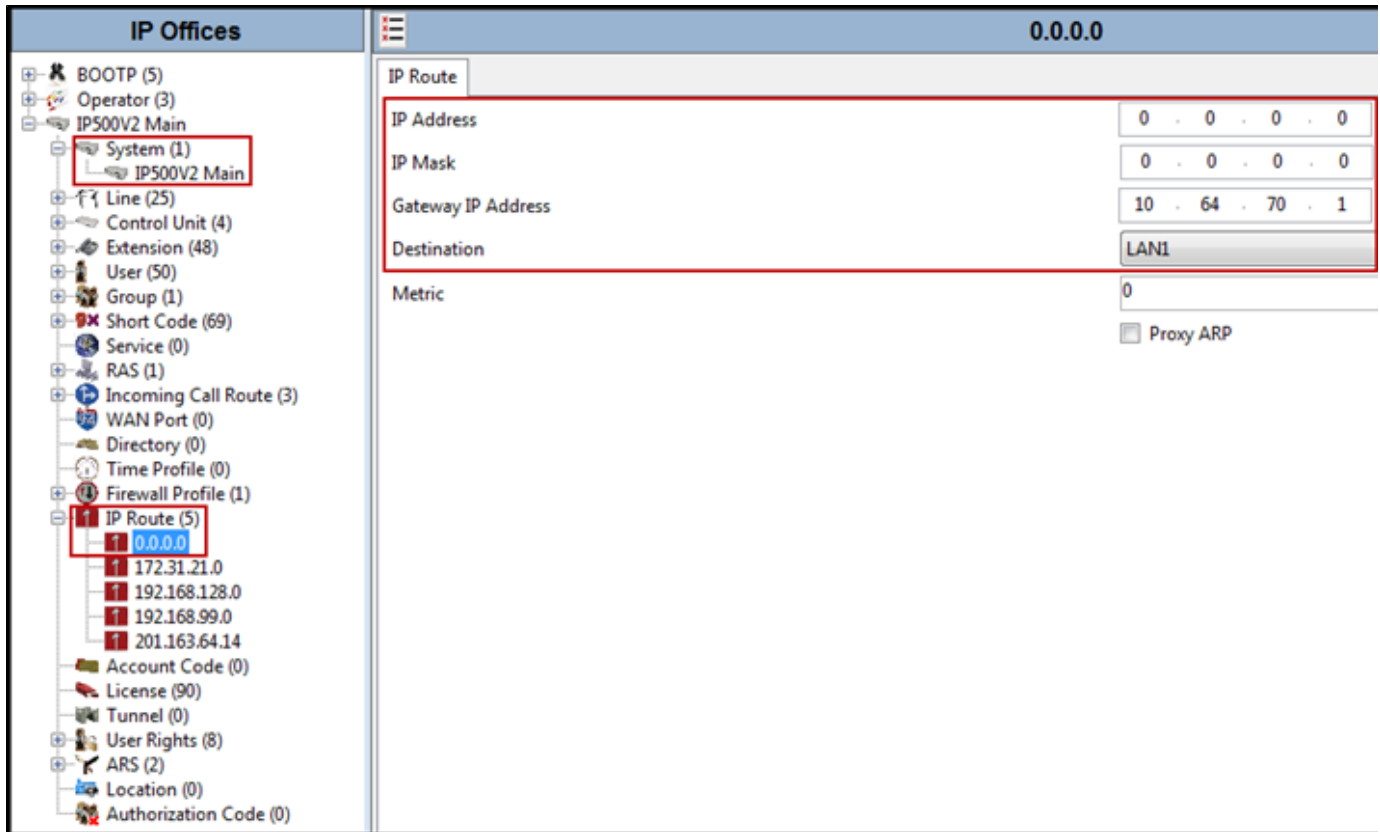 IP Offices
BOOTP (5)
Operator (3)
IP500V2 Main
System (1)
IP500V2 Main
Line (25)
Control Unit (4)
Extension (48)
User (50)
Group (1)
Short Code (69)
Service (0)
RAS (1)
Incoming Call Route (3)
WAN Port (0)
Directory (0)
Time Profile (0)
Firewall Profile (1)
IP Route (5)
0.0.0.0
172.31.21.0
192.168.128.0
192.168.99.0
201.163.64.14
Account Code (0)
License (90)
Tunnel (0)
User Rights (8)
ARS (2)
Location (0)
Authorization Code (0)
0.0.0.0
IP Route
IP Address 0 . 0 . 0 . 0
IP Mask 0 . 0 . 0 . 0
Gateway IP Address 10 . 64 . 70 . 1
Destination LAN1
Metric 0
Proxy ARP